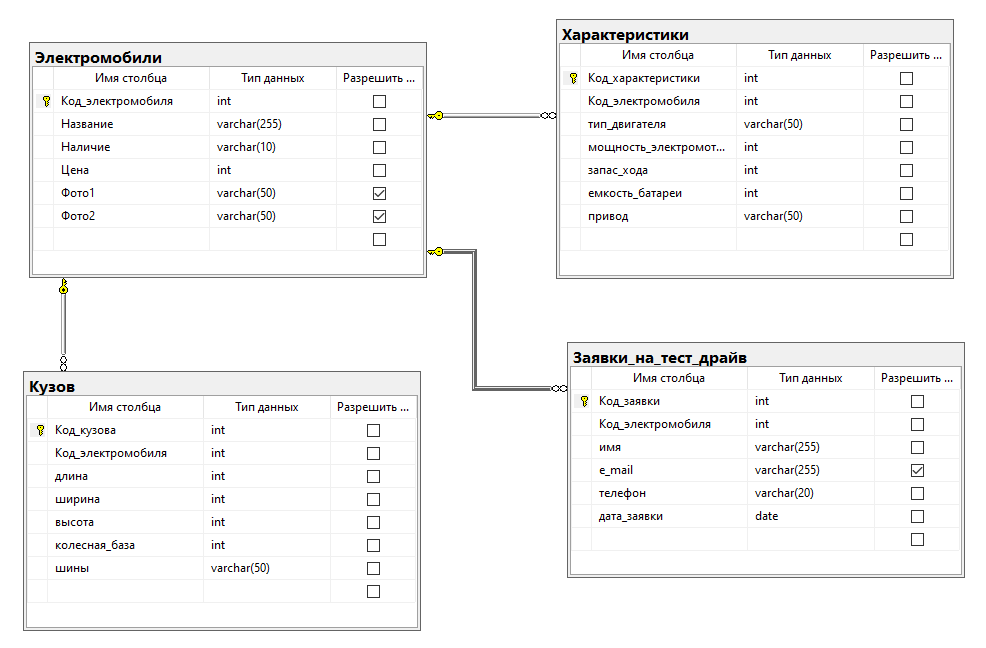 Электромобили
Имя столбца Тип данных Разрешить ...
Код_электромобиля int
Название varchar(255)
Наличие varchar(10)
Цена int
Фото1 varchar(50)
Фото2 varchar(50)
Характеристики
Имя столбца Тип данных Разрешить ...
Код_характеристики int
Код_электромобиля int
тип_двигателя varchar(50)
мощность_электромот... int
запас_хода int
емкость_батареи int
привод varchar(50)
Кузов
Имя столбца Тип данных Разрешить ...
Код_кузова int
Код_электромобиля int
длина int
ширина int
высота int
колесная_база int
шины varchar(50)
Заявки_на_тест_драйв
Имя столбца Тип данных Разрешить ...
Код_заявки int
Код_электромобиля int
имя varchar(255)
e_mail varchar(255)
телефон varchar(20)
дата_заявки date